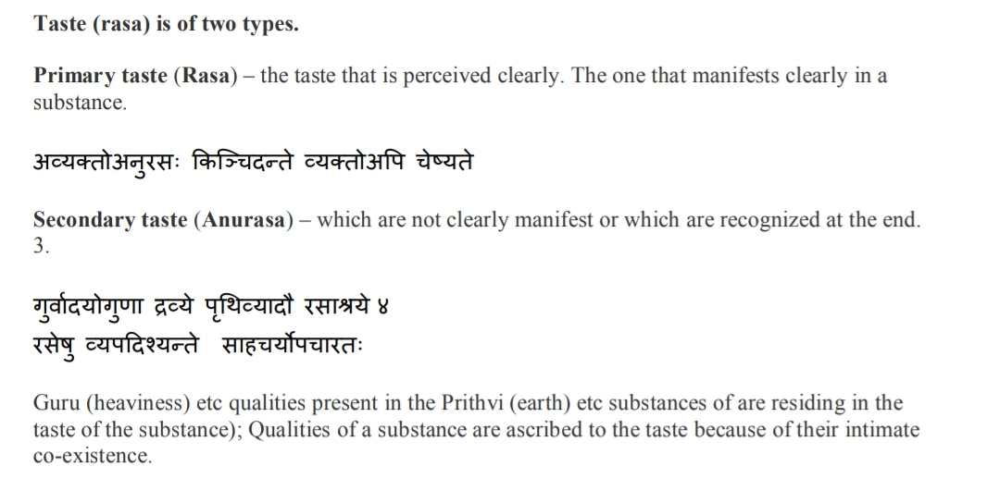 Taste (rasa) is of two types.
Primary taste (Rasa) – the taste that is perceived clearly. The one that manifests clearly in a
substance.
अव्यक्तोअनुरसः किञ्चिदन्ते व्यक्तोअपि चेष्यते
Secondary taste (Anurasa) – which are not clearly manifest or which are recognized at the end.
3.
गुर्वादयोगुणा द्रव्ये पृथिव्यादौ रसाश्रये ४
रसेषु व्यपदिश्यन्ते साहचर्योपचारतः
Guru (heaviness) etc qualities present in the Prithvi (earth) etc substances of are residing in the
taste of the substance); Qualities of a substance are ascribed to the taste because of their intimate
co-existence.